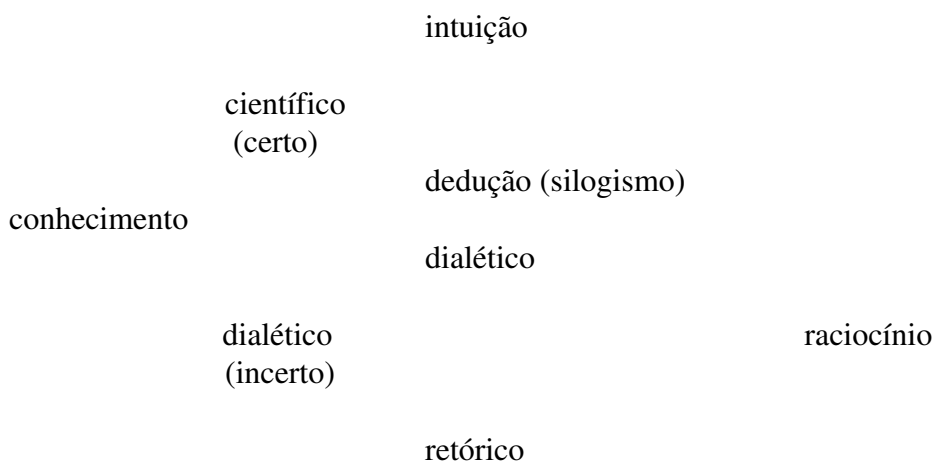 intuição
científico
(certo)
dedução (silogismo)
conhecimento
dialético
dialético raciocínio
(incerto)
retórico